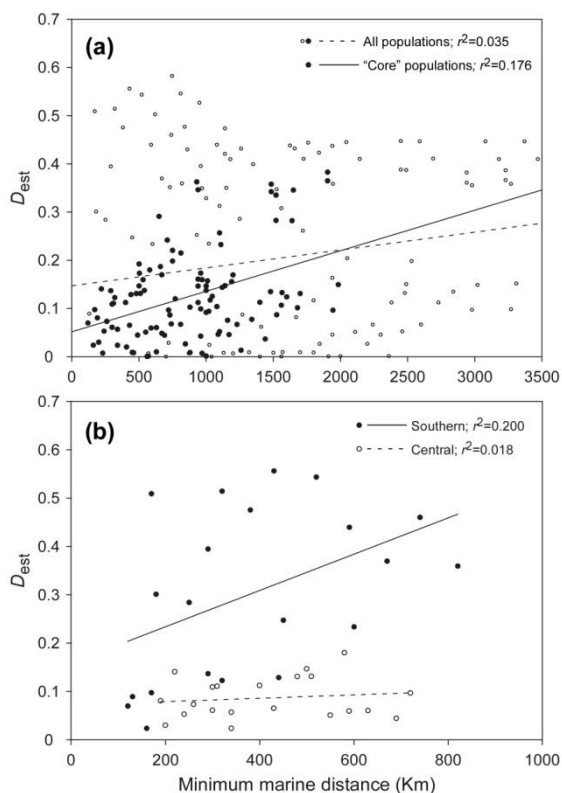 0.7
(a)
All populations; r²=0.035
0.6
"Core" populations; r²=0.176
0.5
0.4
Dest
0.3
0.2
0.1
0
0 500 1000 1500 2000 2500 3000 3500
0.7
(b)
Southern; r²=0.200
0.6
Central; r²=0.018
0.5
0.4
Dest
0.3
0.2
0.1
0
0 200 400 600 800 1000
Minimum marine distance (Km)